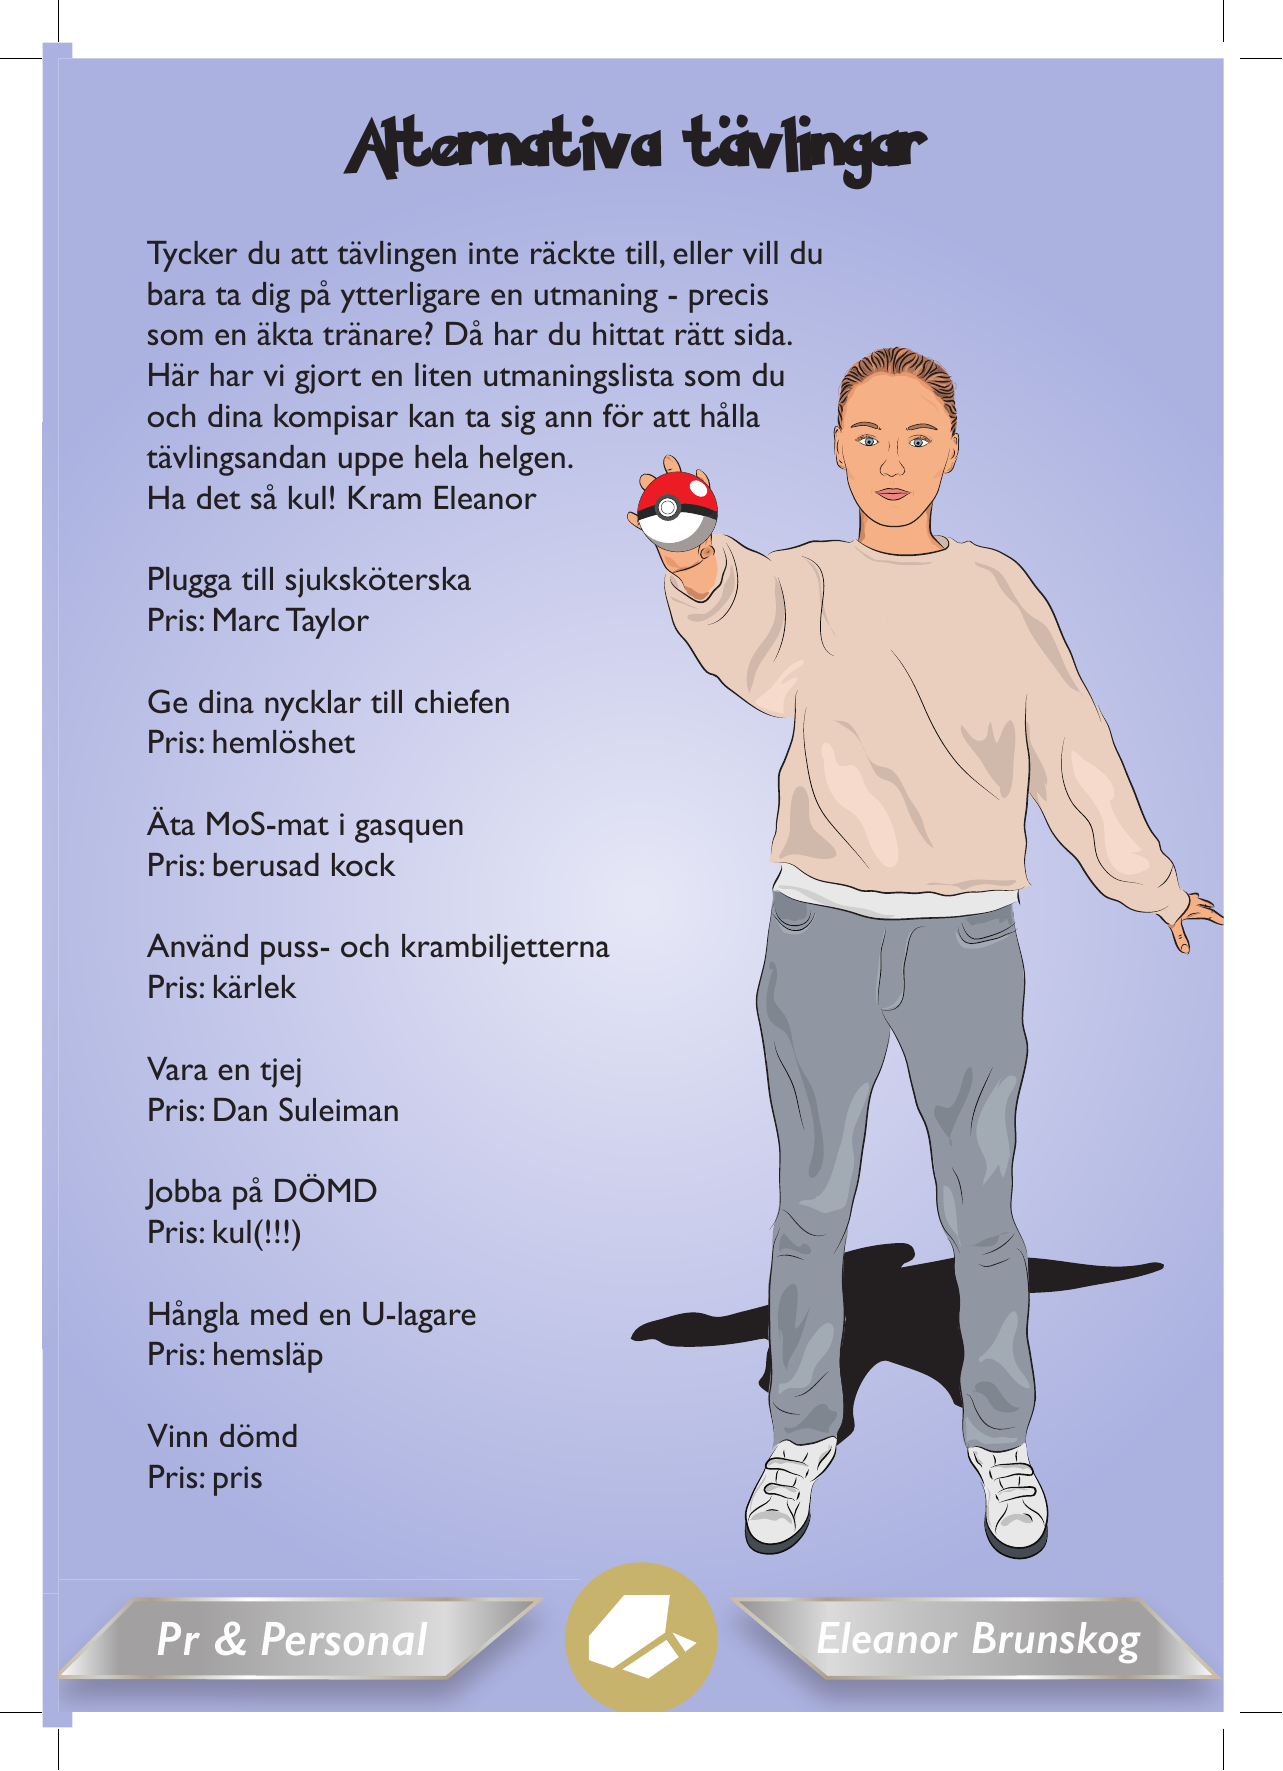 Alternativa tävlingar
Tycker du att tävlingen inte räckte till, eller vill du
bara ta dig på ytterligare en utmaning - precis
som en äkta tränare? Då har du hittat rätt sida.
Här har vi gjort en liten utmaningslista som du
och dina kompisar kan ta sig ann för att hålla
tävlingsandan uppe hela helgen.
Ha det så kul! Kram Eleanor
Plugga till sjuksköterska
Pris: Marc Taylor
Ge dina nycklar till chiefen
Pris: hemlöshet
Äta MoS-mat i gasquen
Pris: berusad kock
Använd puss- och krambiljetterna
Pris: kärlek
Vara en tjej
Pris: Dan Suleiman
Jobba på DÖMD
Pris: kul(!!!)
Hångla med en U-lagare
Pris: hemsläp
Vinn dömd
Pris: pris
Pr & Personal
Eleanor Brunskog